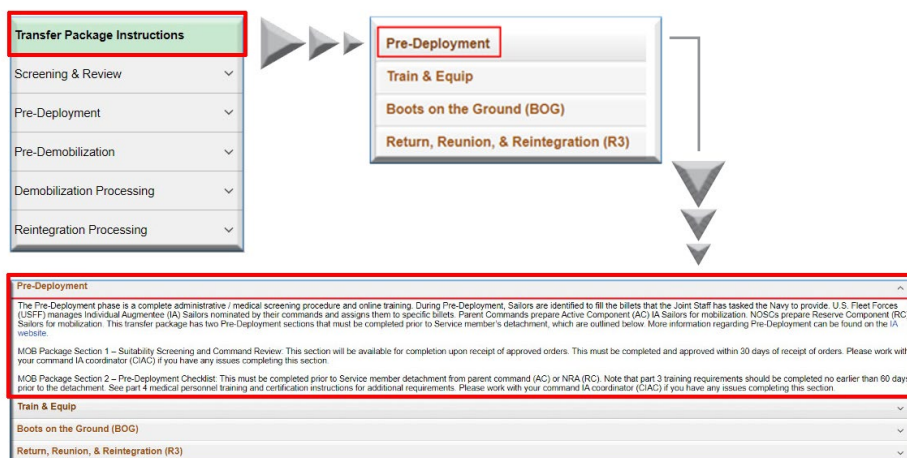 Transfer Package Instructions
Screening & Review
Pre-Deployment
Pre-Demobilization
Demobilization Processing
Reintegration Processing
Pre-Deployment
Train & Equip
Boots on the Ground (BOG)
Return, Reunion, & Reintegration (R3)
Pre-Deployment
The Pre-Deployment phase is a complete administrative / medical screening procedure and online training. During Pre-Deployment, Sailors are identified to fill the billets that the Joint Staff has tasked the Navy to provide. U.S. Fleet Forces
(USFF) manages Individual Augmentee (IA) Sailors nominated by their commands and assigns them to specific billets. Parent Commands prepare Active Component (AC) IA Sailors for mobilization. NOSCs prepare Reserve Component (RC)
Sailors for mobilization. This transfer package has two Pre-Deployment sections that must be completed prior to Service member's detachment, which are outlined below. More information regarding Pre-Deployment can be found on the IA
website.
MOB Package Section 1 – Suitability Screening and Command Review: This section will be available for completion upon receipt of approved orders. This must be completed and approved within 30 days of receipt of orders. Please work with
your command IA coordinator (CIAC) if you have any issues completing this section.
MOB Package Section 2 – Pre-Deployment Checklist: This must be completed prior to Service member detachment from parent command (AC) or NRA (RC). Note that part 3 training requirements should be completed no earlier than 60 days
prior to the detachment. See part 4 medical personnel training and certification instructions for additional requirements. Please work with your command IA coordinator (CIAC) if you have any issues completing this section.
Train & Equip
Boots on the Ground (BOG)
Return, Reunion, & Reintegration (R3)